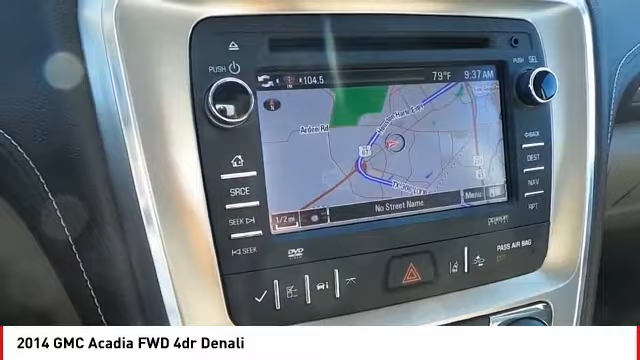 PUSH
104.5
79°F
9:37 AM
PUSH
SEL
Arden Rd
BACK
DEST
SRCE
NAV
Menu
SEEK
1/2 mi
No Street Name
RPT
SEEK
DVD
PASS AIR BAG
2014 GMC Acadia FWD 4dr Denali